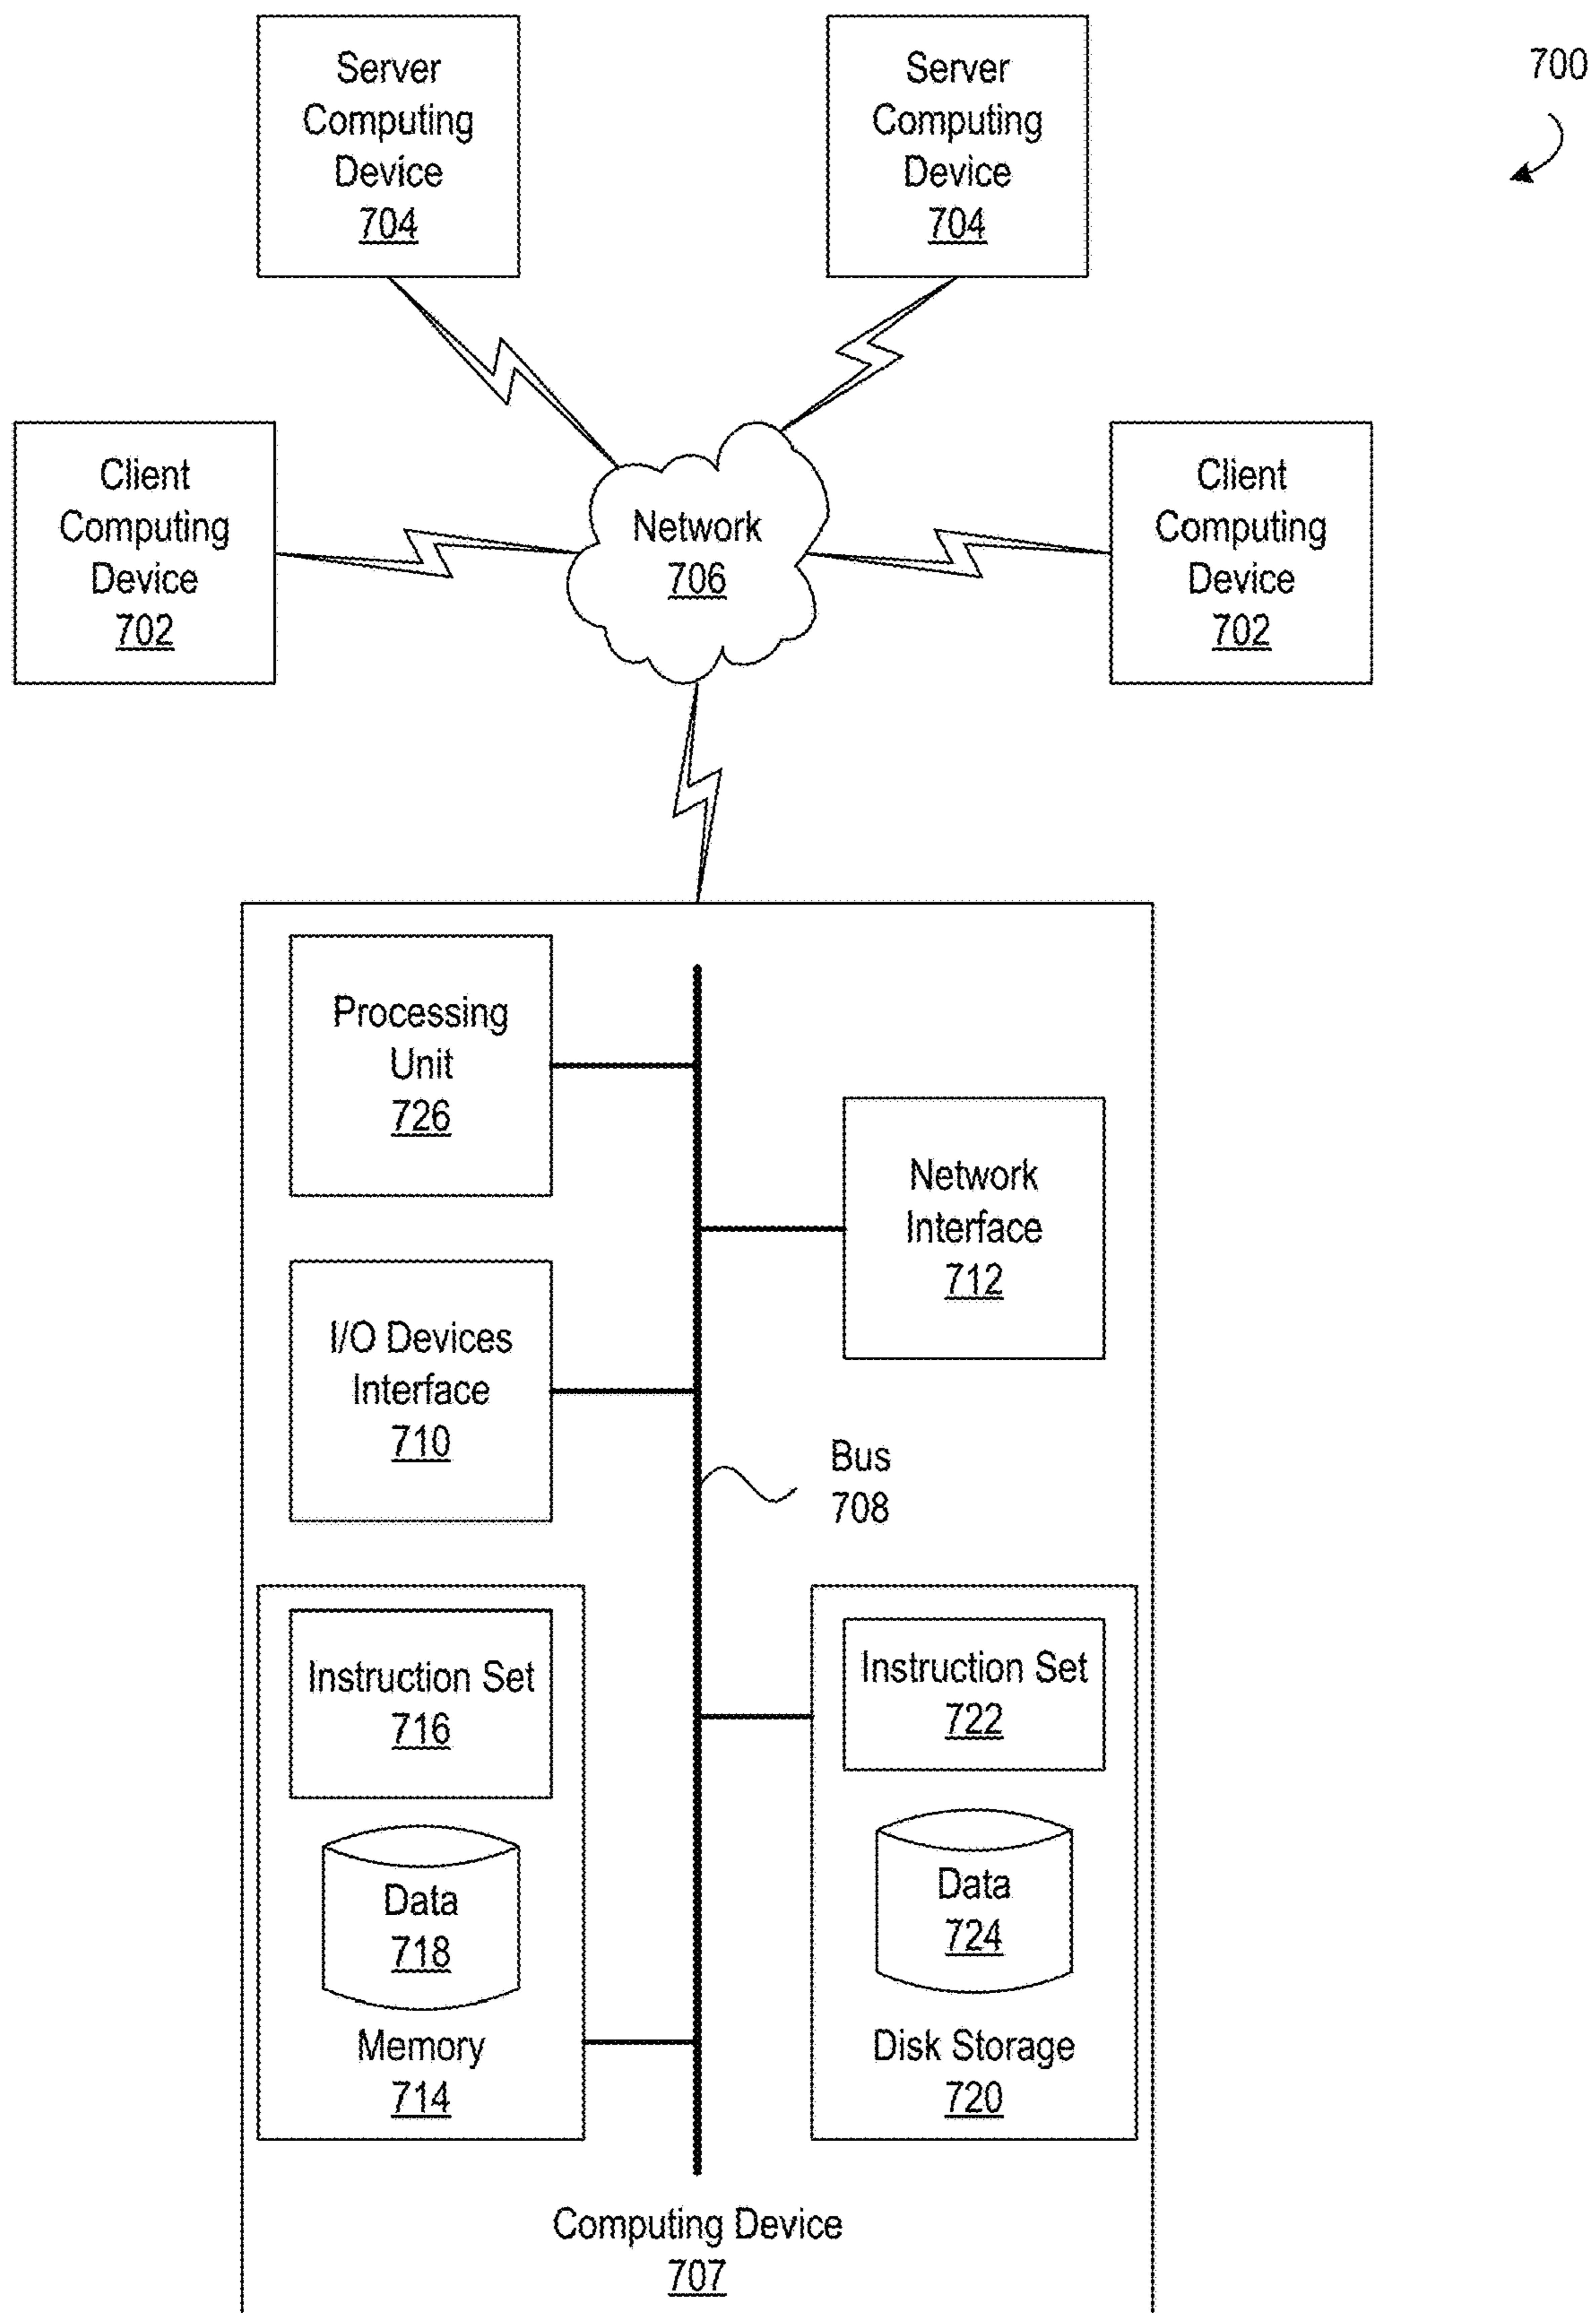 Server
Computing
Device
704
Server
Computing
Device
704
700
Client
Computing
Device
702
Network
706
Client
Computing
Device
702
Processing
Unit
726
Network
Interface
712
I/O Devices
Interface
710
Bus
708
Instruction Set
716
Data
718
Memory
714
Instruction Set
722
Data
724
Disk Storage
720
Computing Device
707